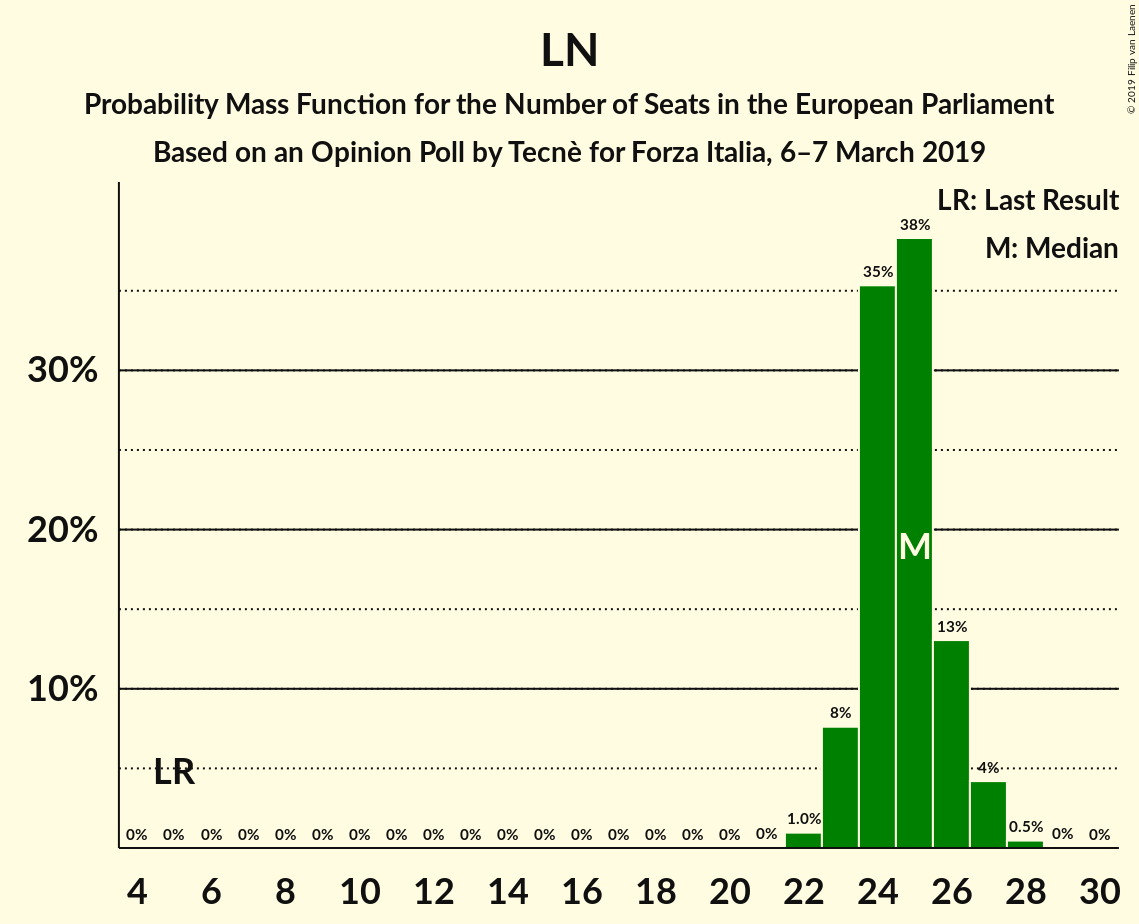 LN
Probability Mass Function for the Number of Seats in the European Parliament
Based on an Opinion Poll by Tecnè for Forza Italia, 6–7 March 2019
© 2019 Filip van Laenen
LR: Last Result
M: Median
38%
35%
30%
20%
M
13%
10%
8%
LR
4%
0% 0% 0% 0% 0% 0% 0% 0% 0% 0% 0% 0% 0% 0% 0% 0% 0% 0% 1.0% 0.5% 0% 0%
4 6 8 10 12 14 16 18 20 22 24 26 28 30